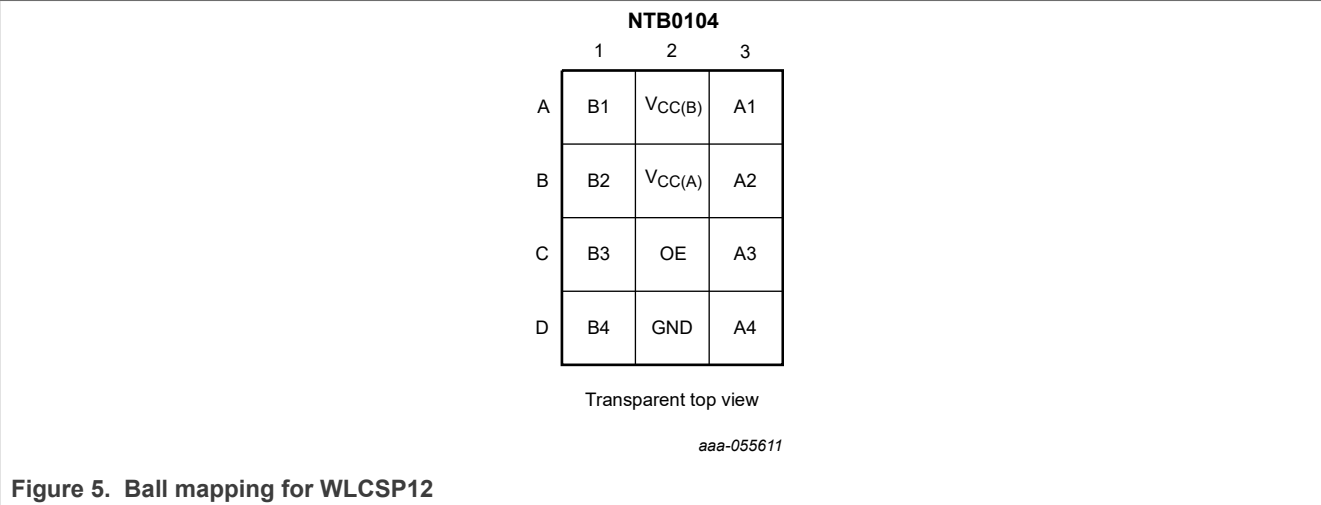 NTB0104
1 2 3
A B1 VCC(B) A1
B B2 VCC(A) A2
C B3 OE A3
D B4 GND A4
Transparent top view
aaa-055611
Figure 5. Ball mapping for WLCSP12